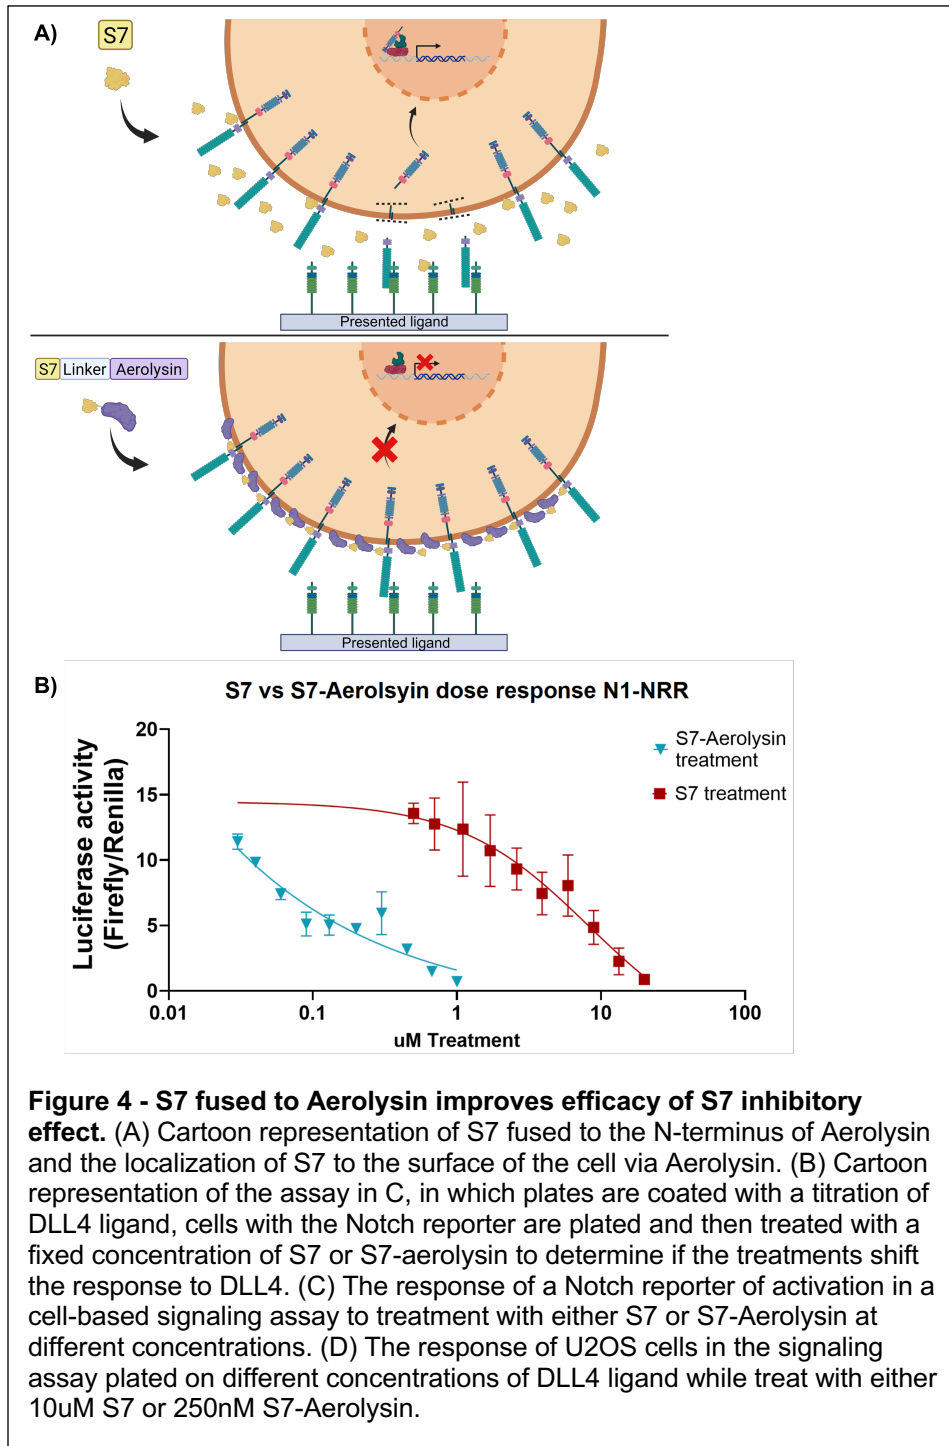 A)
S7
Presented ligand
S7 Linker Aerolysin
Presented ligand
B)
S7 vs S7-Aerolsyin dose response N1-NRR
Luciferase activity
(Firefly/Renilla)
20
15
10
5
0
0.01 0.1 1 10 100
uM Treatment
S7-Aerolysin
treatment
S7 treatment
Figure 4 - S7 fused to Aerolysin improves efficacy of S7 inhibitory
effect. (A) Cartoon representation of S7 fused to the N-terminus of Aerolysin
and the localization of S7 to the surface of the cell via Aerolysin. (B) Cartoon
representation of the assay in C, in which plates are coated with a titration of
DLL4 ligand, cells with the Notch reporter are plated and then treated with a
fixed concentration of S7 or S7-aerolysin to determine if the treatments shift
the response to DLL4. (C) The response of a Notch reporter of activation in a
cell-based signaling assay to treatment with either S7 or S7-Aerolysin at
different concentrations. (D) The response of U2OS cells in the signaling
assay plated on different concentrations of DLL4 ligand while treat with either
10uM S7 or 250nM S7-Aerolysin.